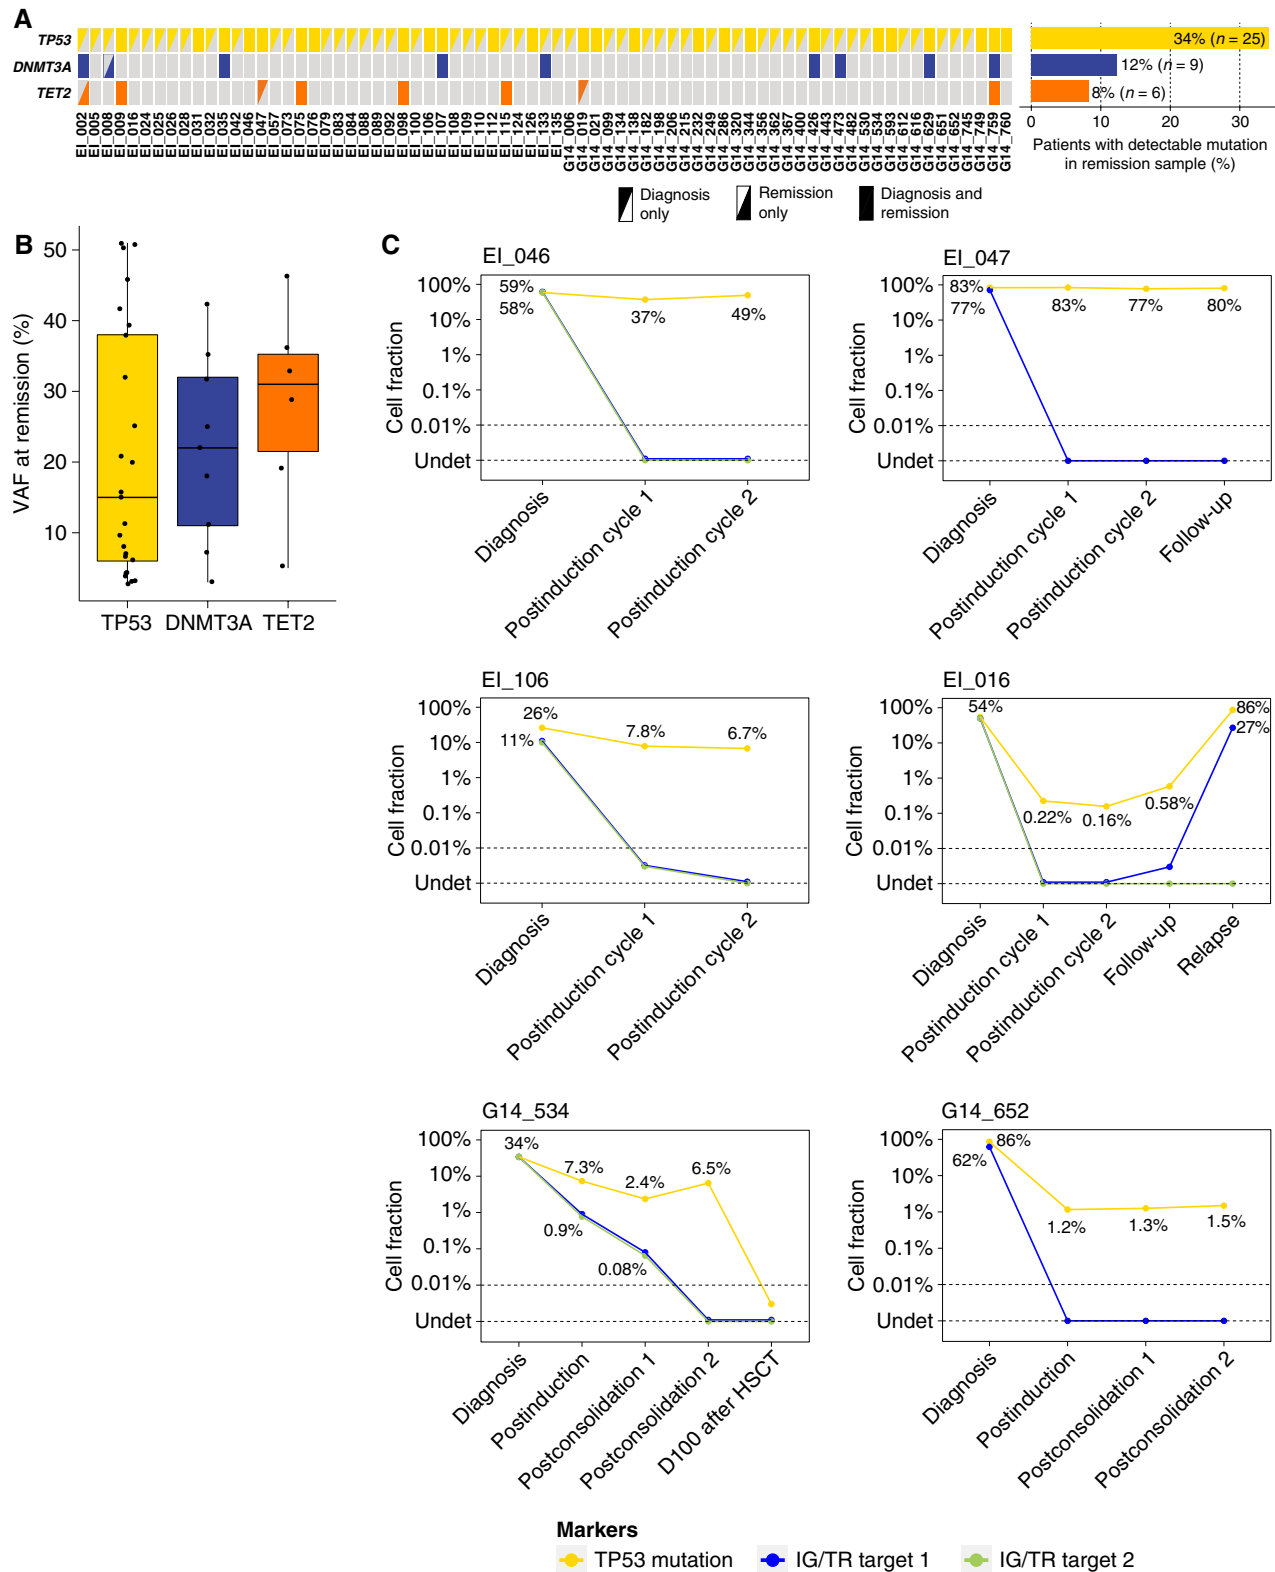 A
TP53
DNMT3A
TET2
EI_002 EI_005 EI_008 EI_009 EI_016 EI_024 EI_025 EI_026 EI_028 EI_031 EI_032 EI_035 EI_042 EI_046 EI_047 EI_057 EI_073 EI_075 EI_076 EI_079 EI_083 EI_084 EI_088 EI_089 EI_092 EI_098 EI_100 EI_106 EI_107 EI_108 EI_109 EI_110 EI_112 EI_115 EI_124 EI_126 EI_133 EI_135 G14_006 G14_019 G14_021 G14_099 G14_134 G14_138 G14_182 G14_198 G14_206 G14_215 G14_232 G14_249 G14_286 G14_320 G14_344 G14_356 G14_362 G14_367 G14_400 G14_424 G14_443 G14_473 G14_482 G14_530 G14_534 G14_593 G14_612 G14_616 G14_629 G14_651 G14_652 G14_745 G14_749 G14_759 G14_760
34% (n = 25)
12% (n = 9)
8% (n = 6)
0 10 20 30
Patients with detectable mutation
in remission sample (%)
Diagnosis
only
Remission
only
Diagnosis and
remission
B
VAF at remission (%)
50
40
30
20
10
TP53 DNMT3A TET2
C
EI_046
Cell fraction
100%
10%
1%
0.1%
0.01%
Undet
59%
58%
37%
49%
Diagnosis
Postinduction cycle 1
Postinduction cycle 2
EI_047
Cell fraction
100%
10%
1%
0.1%
0.01%
Undet
83%
77%
83%
77%
80%
Diagnosis
Postinduction cycle 1
Postinduction cycle 2
Follow-up
EI_106
Cell fraction
100%
10%
1%
0.1%
0.01%
Undet
26%
11%
7.8%
6.7%
Diagnosis
Postinduction cycle 1
Postinduction cycle 2
EI_016
Cell fraction
100%
10%
1%
0.1%
0.01%
Undet
54%
0.22%
0.16%
0.58%
86%
27%
Diagnosis
Postinduction cycle 1
Postinduction cycle 2
Follow-up
Relapse
G14_534
Cell fraction
100%
10%
1%
0.1%
0.01%
Undet
34%
7.3%
2.4%
6.5%
0.9%
0.08%
Diagnosis
Postinduction
Postconsolidation 1
Postconsolidation 2
D100 after HSCT
G14_652
Cell fraction
100%
10%
1%
0.1%
0.01%
Undet
86%
62%
1.2%
1.3%
1.5%
Diagnosis
Postinduction
Postconsolidation 1
Postconsolidation 2
Markers
TP53 mutation
IG/TR target 1
IG/TR target 2